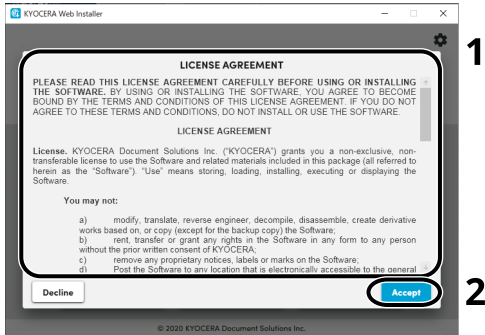 KYOCERA Web Installer
1
LICENSE AGREEMENT
PLEASE READ THIS LICENSE AGREEMENT CAREFULLY BEFORE USING OR INSTALLING
THE SOFTWARE. BY USING OR INSTALLING THE SOFTWARE, YOU AGREE TO BECOME
BOUND BY THE TERMS AND CONDITIONS OF THIS LICENSE AGREEMENT. IF YOU DO NOT
AGREE TO THESE TERMS AND CONDITIONS, DO NOT INSTALL OR USE THE SOFTWARE.
LICENSE AGREEMENT
License. KYOCERA Document Solutions Inc. ("KYOCERA") grants you a non-exclusive, non-
transferable license to use the Software and related materials included in this package (all referred to
herein as the "Software"). "Use" means storing, loading, installing, executing or displaying the
Software.
You may not:
a) modify, translate, reverse engineer, decompile, disassemble, create derivative
works based on, or copy (except for the backup copy) the Software;
b) rent, transfer or grant any rights in the Software in any form to any person
without the prior written consent of KYOCERA;
c) remove any proprietary notices, labels or marks on the Software;
d) Post the Software to any location that is electronically accessible to the general
Decline
Accept
2
© 2020 KYOCERA Document Solutions Inc.